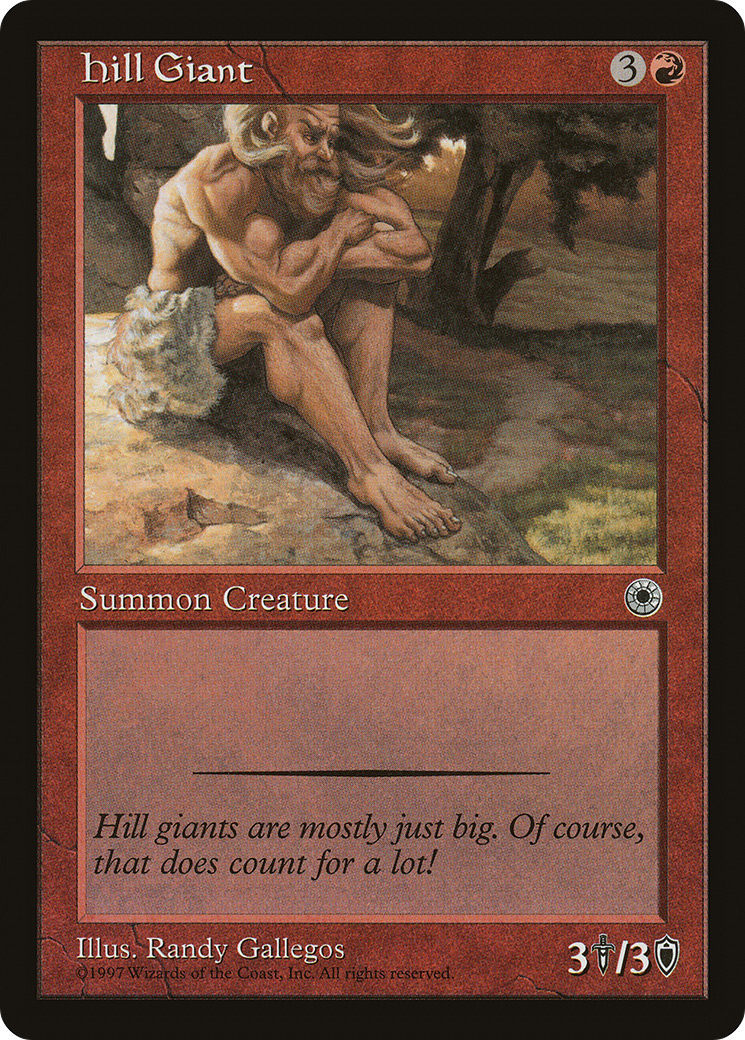 Hill Giant 3
Summon Creature
Hill giants are mostly just big. Of course,
that does count for a lot!
Illus. Randy Gallegos
©1997 Wizards of the Coast, Inc. All rights reserved.
3/3